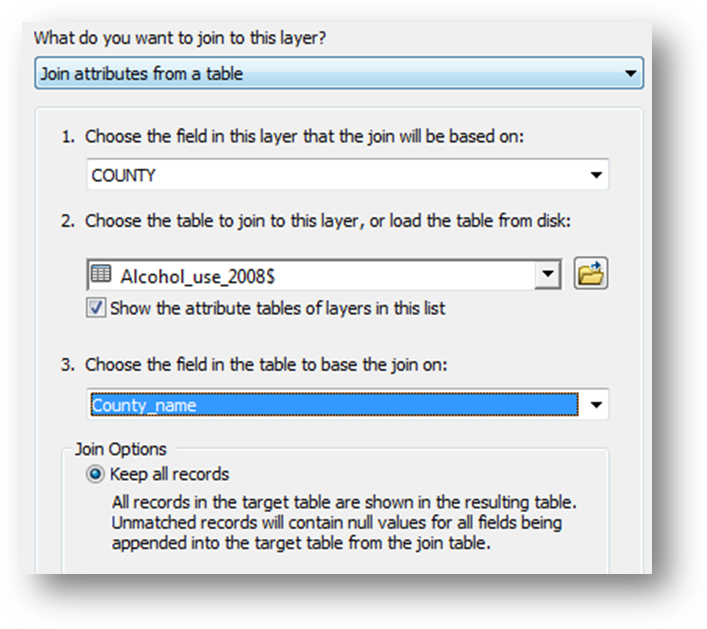 What do you want to join to this layer?
Join attributes from a table
1. Choose the field in this layer that the join will be based on:
COUNTY
2. Choose the table to join to this layer, or load the table from disk:
Alcohol_use_2008$
Show the attribute tables of layers in this list
3. Choose the field in the table to base the join on:
County_name
Join Options
Keep all records
All records in the target table are shown in the resulting table.
Unmatched records will contain null values for all fields being
appended into the target table from the join table.